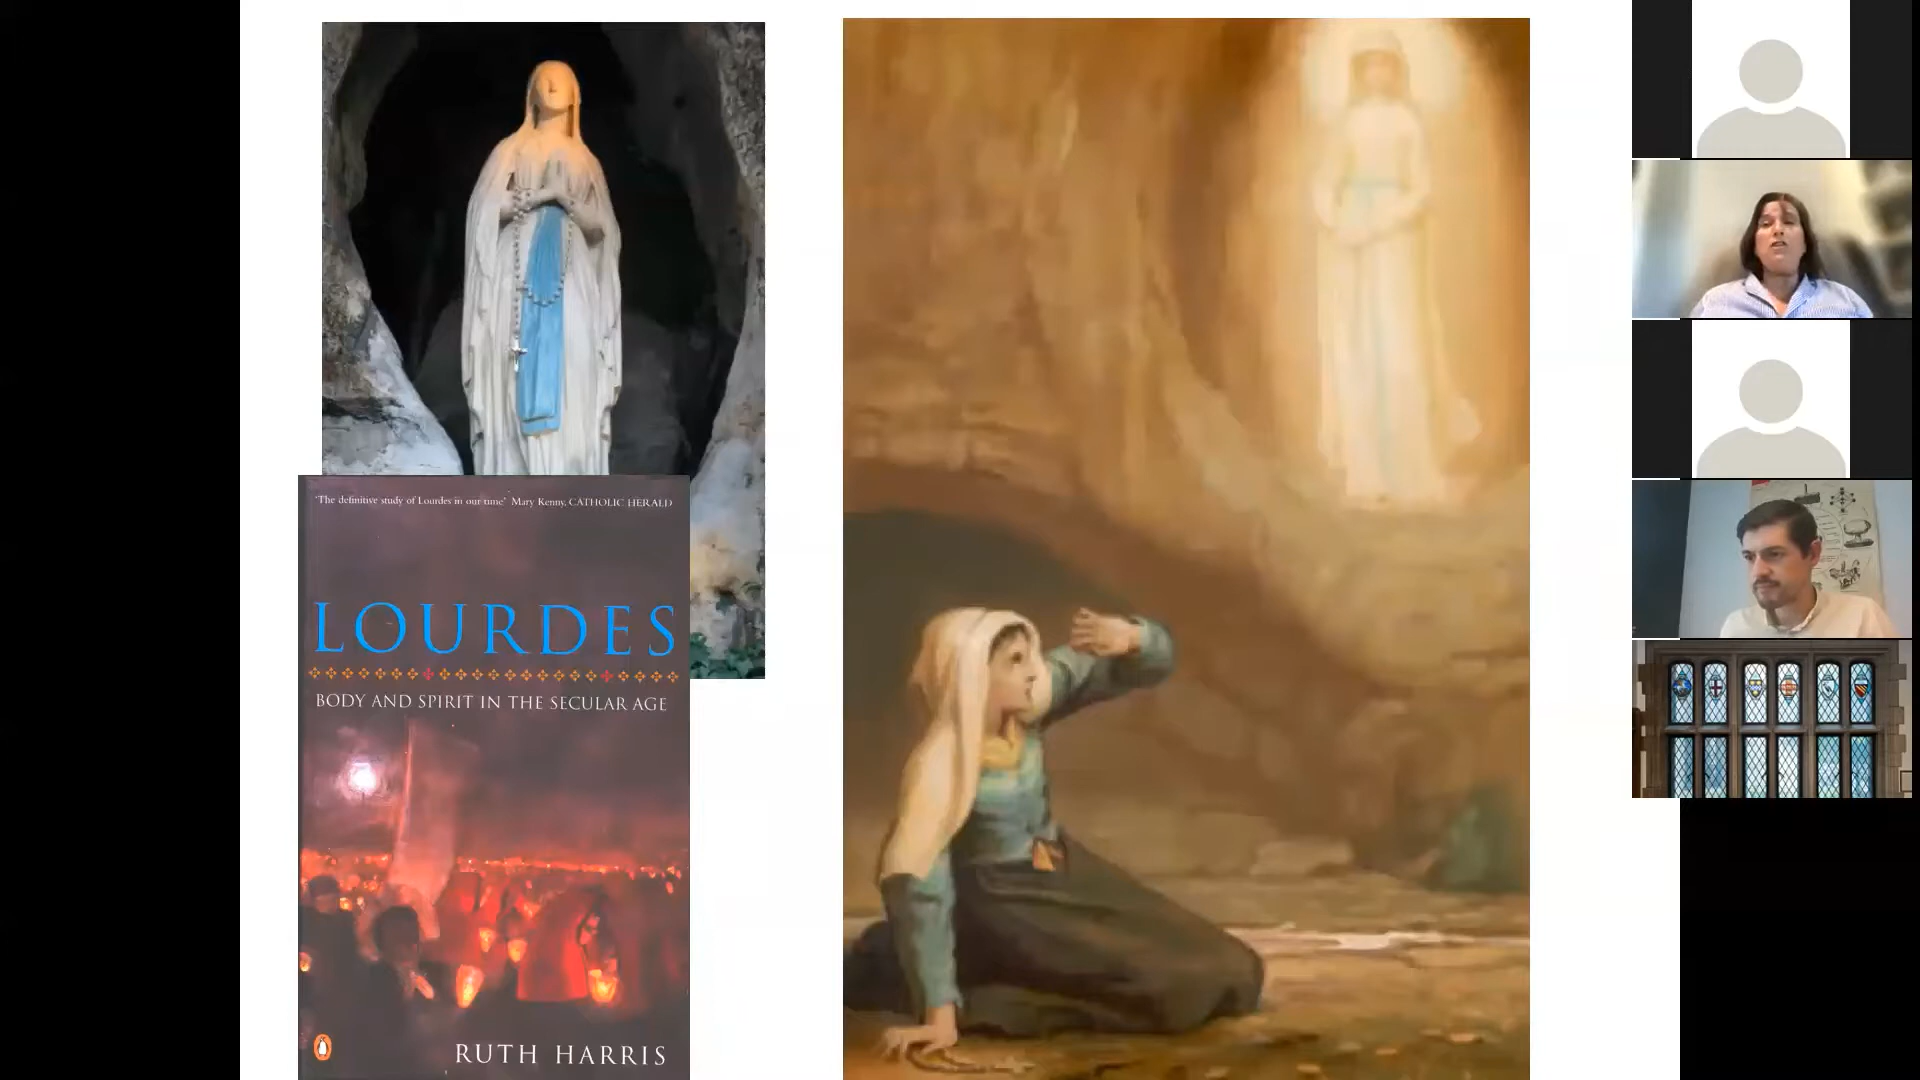 'The definitive study of Lourdes in our time' Mary Kenny, CATHOLIC HERALD
LOURDES
BODY AND SPIRIT IN THE SECULAR AGE
RUTH HARRIS